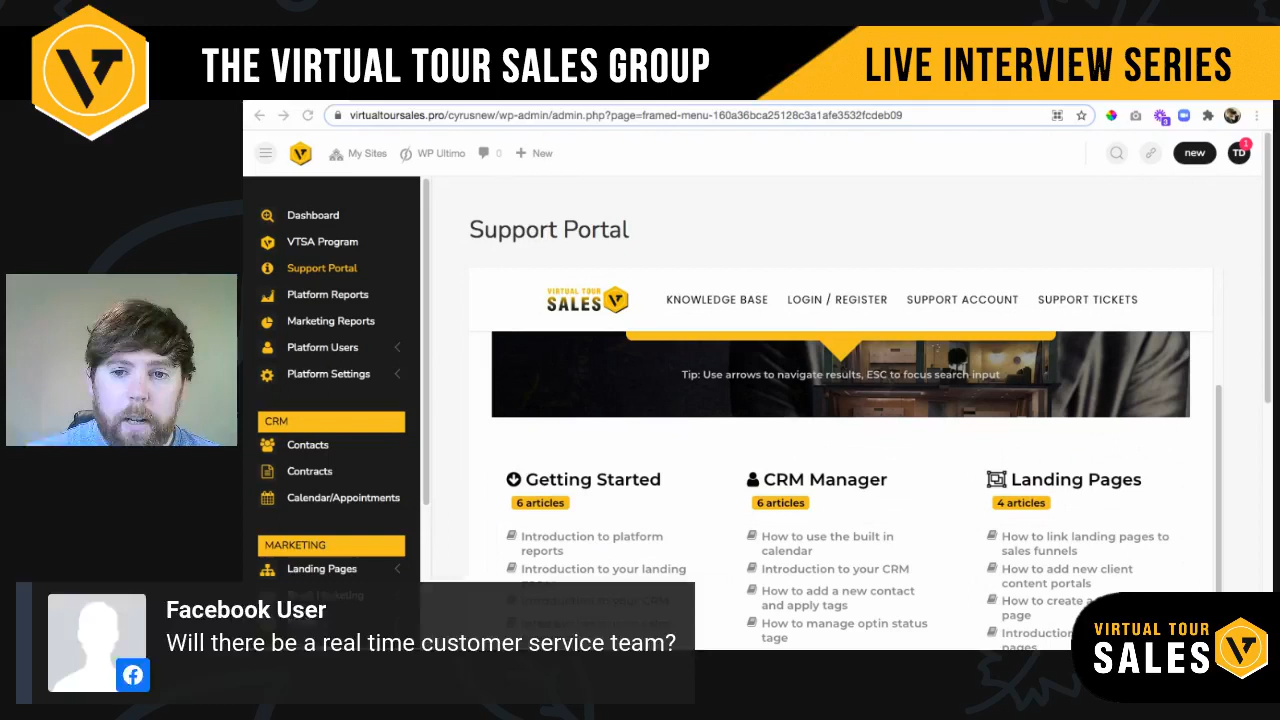 THE VIRTUAL TOUR SALES GROUP
LIVE INTERVIEW SERIES
virtualtoursales.pro/cyrusnew/wp-admin/admin.php?page=framed-menu-160a36bca25128c3a1afe3532fcdeb09
3
My Sites
WP Ultimo
0
New
new
TD
1
Dashboard
VTSA Program
Support Portal
Platform Reports
Marketing Reports
Platform Users
Platform Settings
CRM
Contacts
Contracts
Calendar/Appointments
MARKETING
Landing Pages
Support Portal
VIRTUAL TOUR
SALES
KNOWLEDGE BASE
LOGIN / REGISTER
SUPPORT ACCOUNT
SUPPORT TICKETS
Tip: Use arrows to navigate results, ESC to focus search input
Getting Started
6 articles
Introduction to platform
reports
Introduction to your landing
CRM Manager
6 articles
How to use the built in
calendar
Introduction to your CRM
How to add a new contact
and apply tags
How to manage optin status
tage
Landing Pages
4 articles
How to link landing pages to
sales funnels
How to add new client
content portals
How to create a
page
Introduction
pages
Facebook User
Will there be a real time customer service team?
VIRTUAL TOUR
SALES